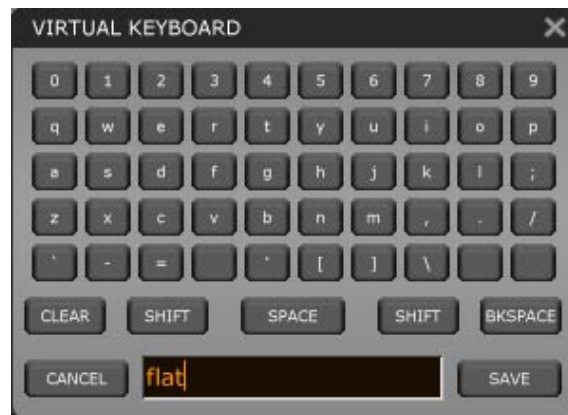 VIRTUAL KEYBOARD
0 1 2 3 4 5 6 7 8 9
q w e r t y u i o p
a s d f g h j k l ;
z x c v b n m , . /
` - = ' [ ] \
CLEAR SHIFT SPACE SHIFT BKSPACE
CANCEL flat SAVE